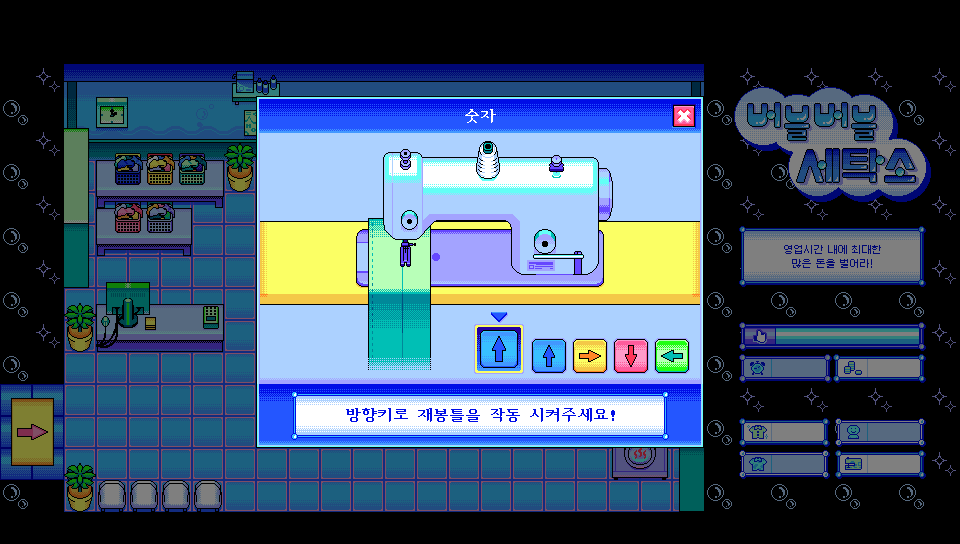 숫자
버블버블
세탁소
영업시간 내에 최대한
많은 돈을 벌어라!
방향키로 재봉틀을 작동 시켜주세요!